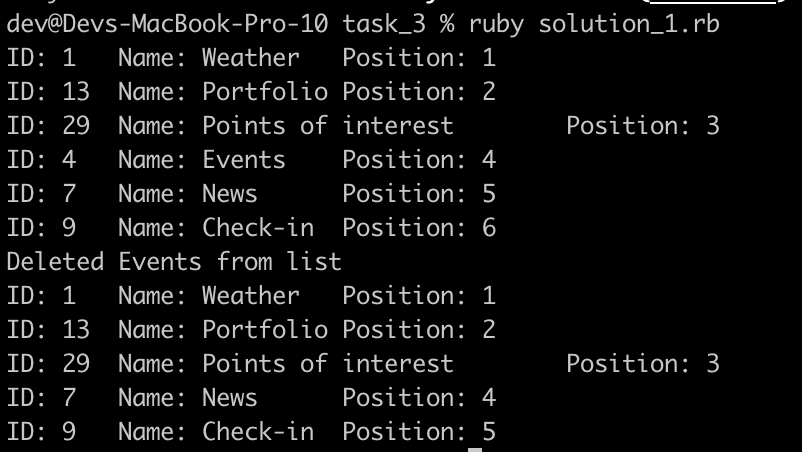 dev@Devs-MacBook-Pro-10 task_3 % ruby solution_1.rb
ID: 1	Name: Weather	Position: 1
ID: 13	Name: Portfolio	Position: 2
ID: 29	Name: Points of interest	Position: 3
ID: 4	Name: Events	Position: 4
ID: 7	Name: News	Position: 5
ID: 9	Name: Check-in	Position: 6
Deleted Events from list
ID: 1	Name: Weather	Position: 1
ID: 13	Name: Portfolio	Position: 2
ID: 29	Name: Points of interest	Position: 3
ID: 7	Name: News	Position: 4
ID: 9	Name: Check-in	Position: 5